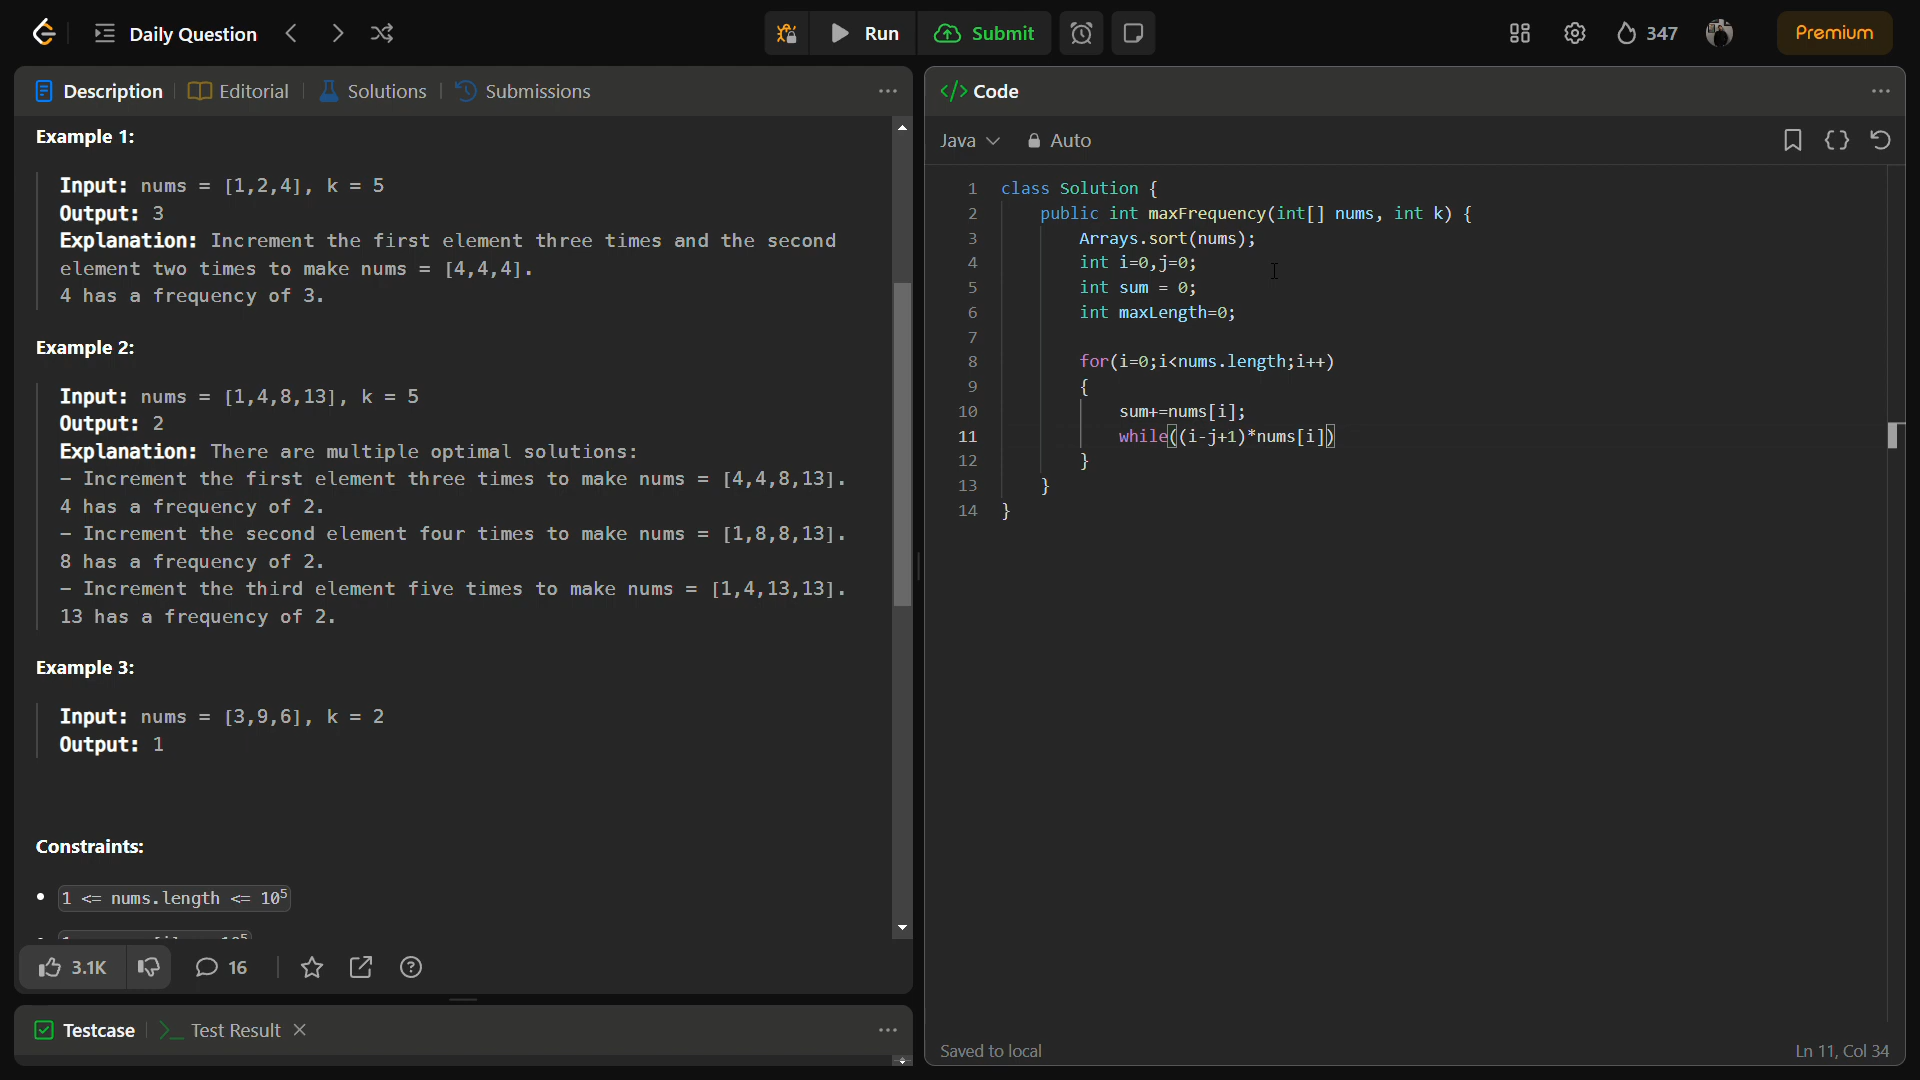 Daily Question
Run
Submit
347
Premium
Description
Editorial
Solutions
Submissions
Example 1:
Input: nums = [1,2,4], k = 5
Output: 3
Explanation: Increment the first element three times and the second
element two times to make nums = [4,4,4].
4 has a frequency of 3.
Example 2:
Input: nums = [1,4,8,13], k = 5
Output: 2
Explanation: There are multiple optimal solutions:
- Increment the first element three times to make nums = [4,4,8,13].
4 has a frequency of 2.
- Increment the second element four times to make nums = [1,8,8,13].
8 has a frequency of 2.
- Increment the third element five times to make nums = [1,4,13,13].
13 has a frequency of 2.
Example 3:
Input: nums = [3,9,6], k = 2
Output: 1
Constraints:
1 <= nums.length <= 10⁵
3.1K
16
Testcase
Test Result
</> Code
Java
Auto
1 class Solution {
2 public int maxFrequency(int[] nums, int k) {
3 Arrays.sort(nums);
4 int i=0,j=0;
5 int sum = 0;
6 int maxLength=0;
7
8 for(i=0;i<nums.length;i++)
9 {
10 sum+=nums[i];
11 while((i-j+1)*nums[i])
12 }
13 }
14 }
Saved to local
Ln 11, Col 34